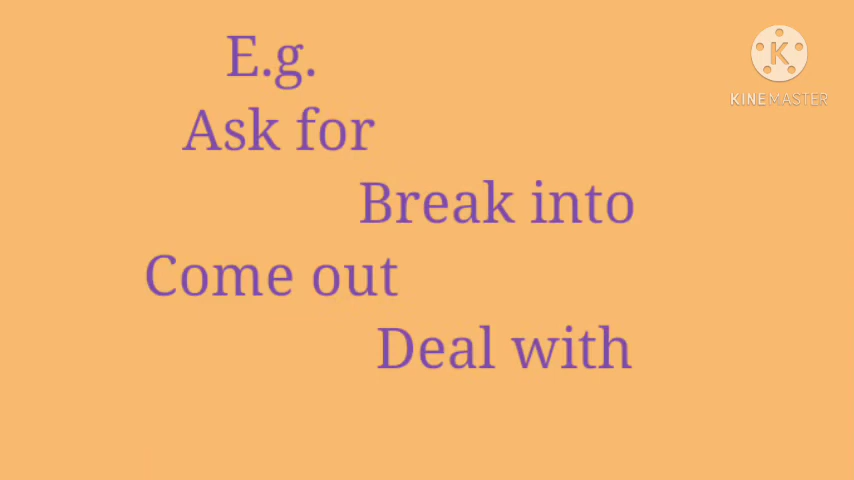 E.g.
Ask for
Break into
Come out
Deal with
K
KINEMASTER